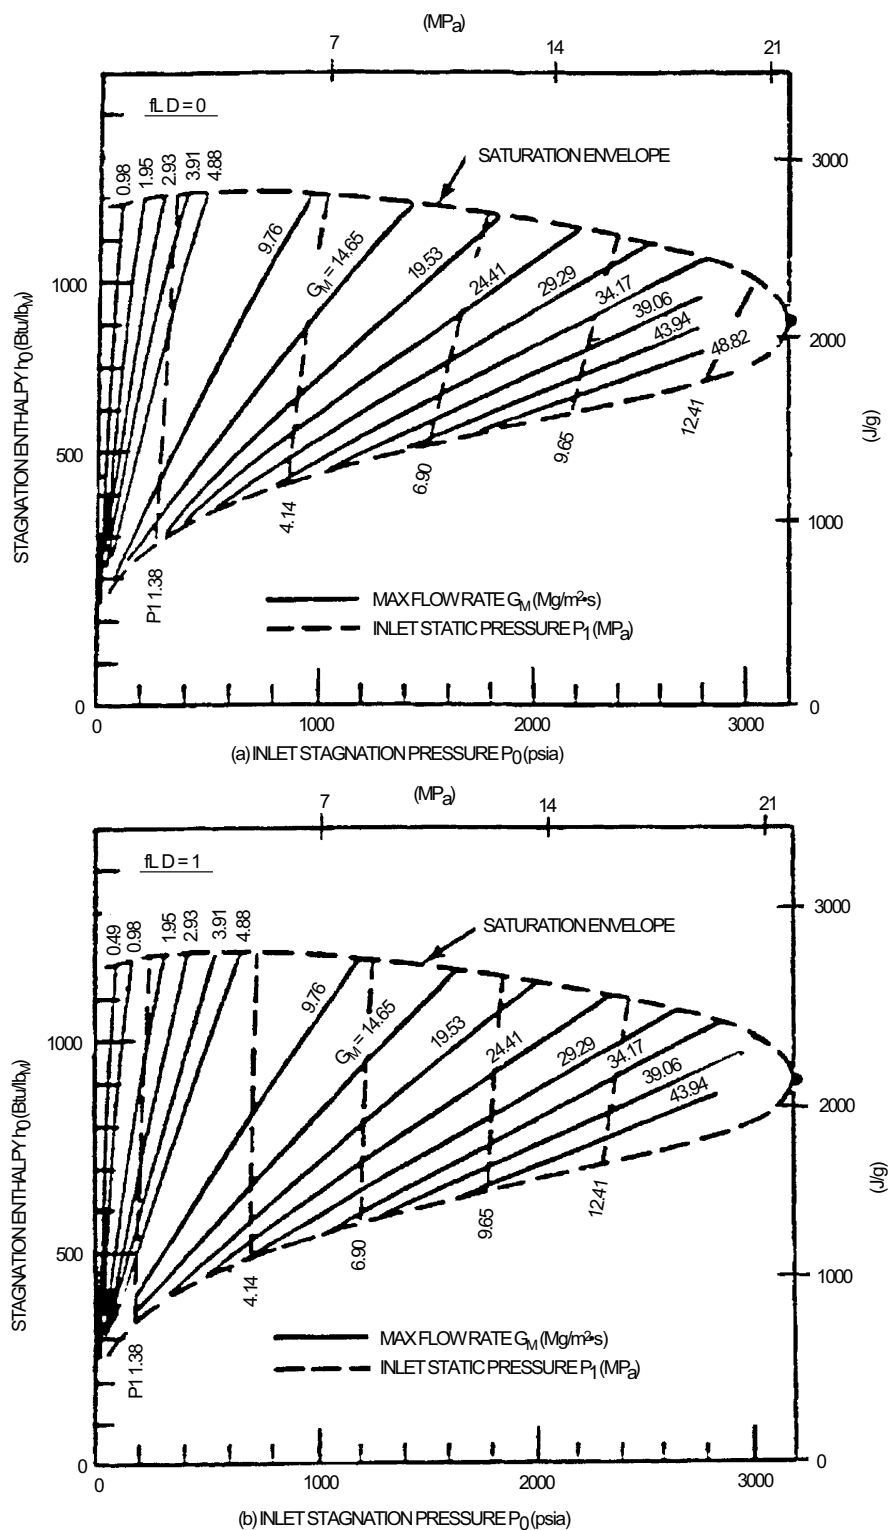 (MPa)
7 14 21
fL D = 0
0.98 1.95 2.93 3.91 4.88
SATURATION ENVELOPE
9.76 GM = 14.65 19.53 24.41 29.29 34.17 39.06 43.94 48.82
STAGNATION ENTHALPY h0 (Btu/lbM)
1000
500
0
3000
2000
1000
0
(J/g)
P1 1.38 4.14 6.90 9.65 12.41
MAX FLOW RATE GM (Mg/m²•s)
INLET STATIC PRESSURE P1 (MPa)
0 1000 2000 3000
(a) INLET STAGNATION PRESSURE P0 (psia)
(MPa)
7 14 21
fL D = 1
0.49 0.98 1.95 2.93 3.91 4.88
SATURATION ENVELOPE
9.76 GM = 14.65 19.53 24.41 29.29 34.17 39.06 43.94
STAGNATION ENTHALPY h0 (Btu/lbM)
1000
500
0
3000
2000
1000
0
(J/g)
P1 1.38 4.14 6.90 9.65 12.41
MAX FLOW RATE GM (Mg/m²•s)
INLET STATIC PRESSURE P1 (MPa)
0 1000 2000 3000
(b) INLET STAGNATION PRESSURE P0 (psia)